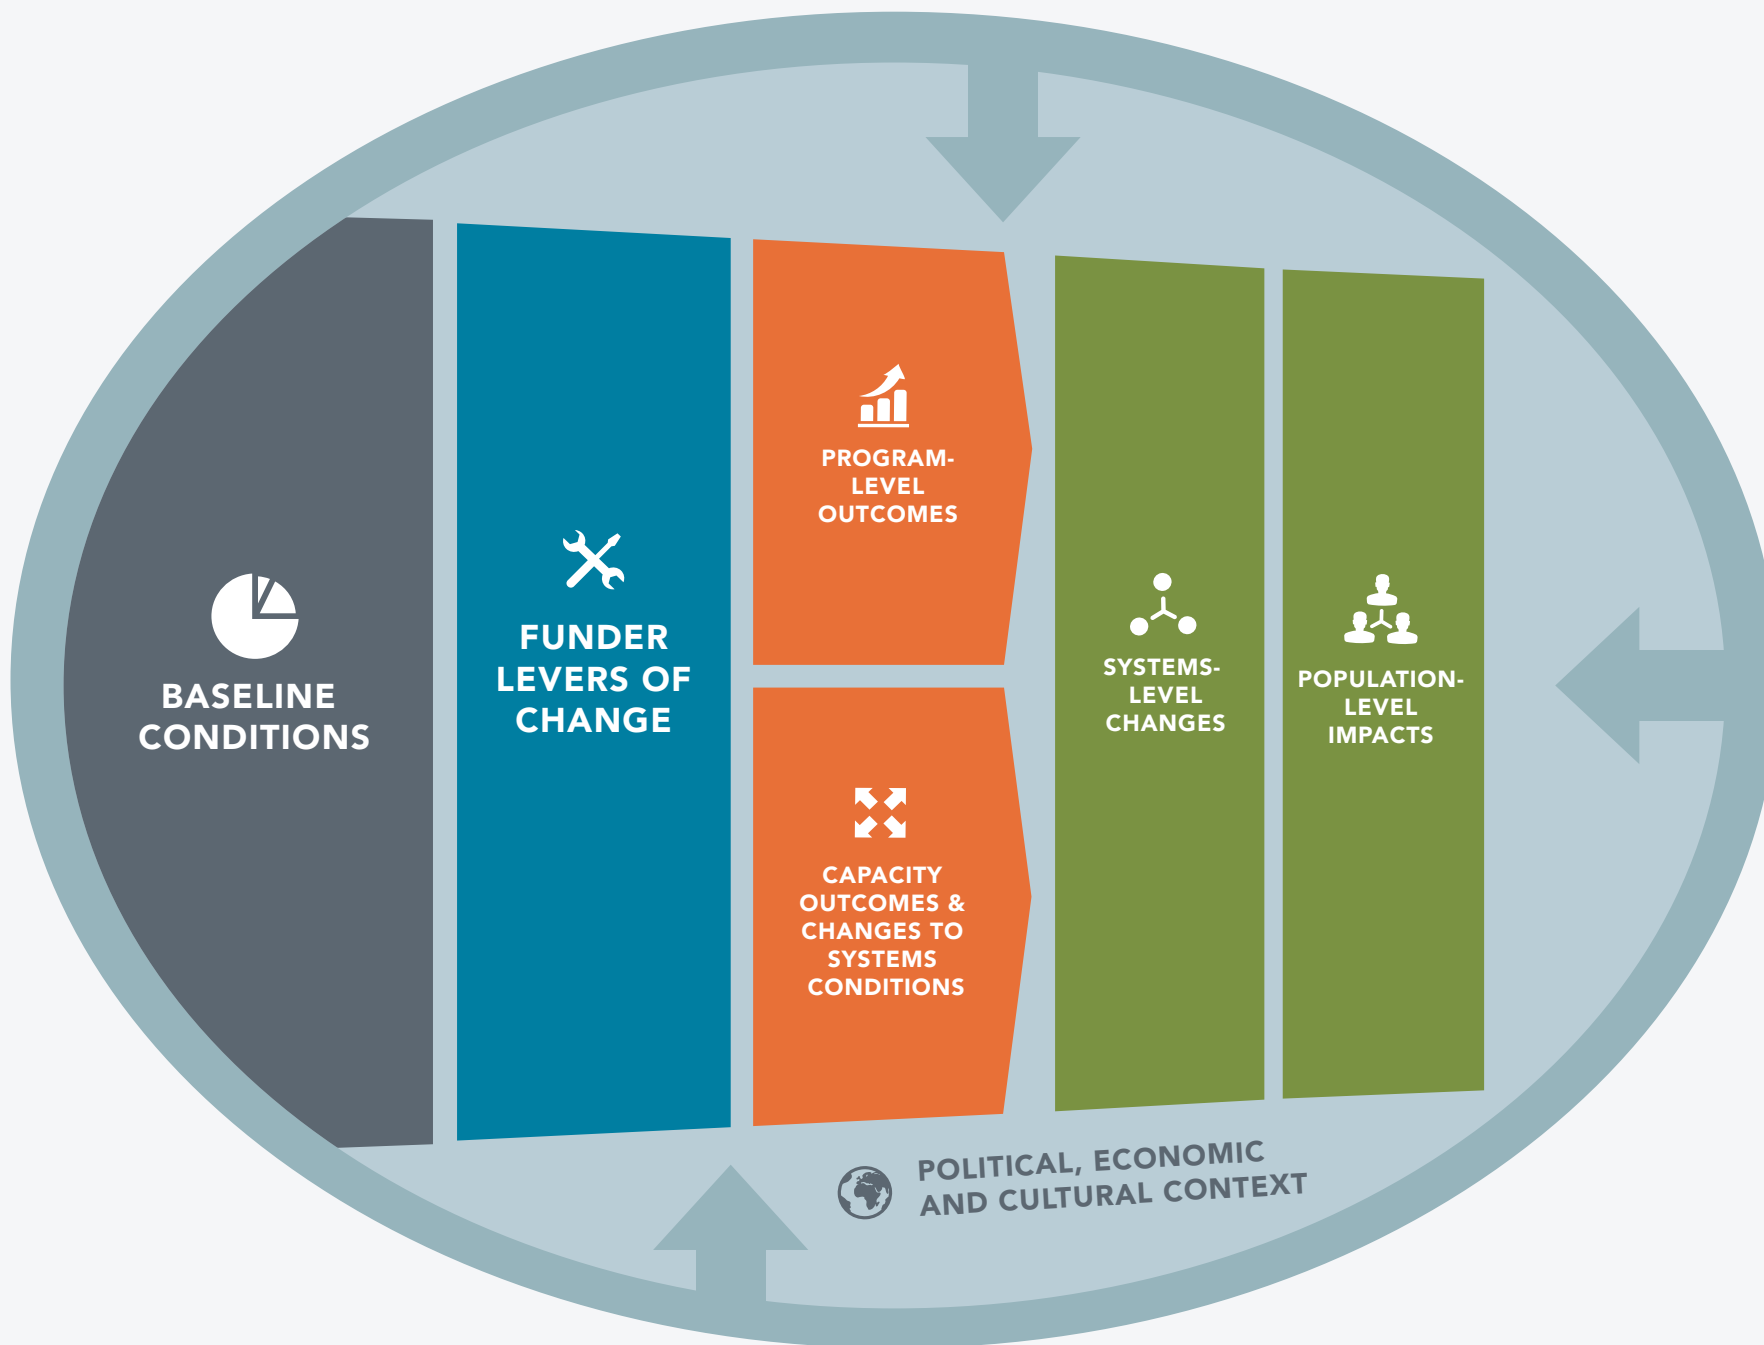 BASELINE
CONDITIONS
FUNDER
LEVERS OF
CHANGE
PROGRAM-
LEVEL
OUTCOMES
CAPACITY
OUTCOMES &
CHANGES TO
SYSTEMS
CONDITIONS
SYSTEMS-
LEVEL
CHANGES
POPULATION-
LEVEL
IMPACTS
POLITICAL, ECONOMIC
AND CULTURAL CONTEXT